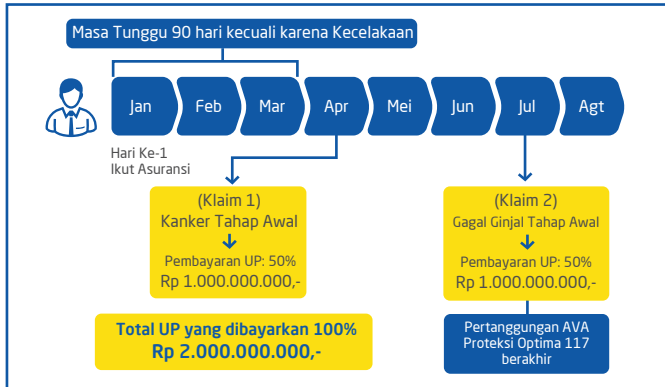 Masa Tunggu 90 hari kecuali karena Kecelakaan
Jan
Feb
Mar
Apr
Mei
Jun
Jul
Agt
Hari Ke-1
Ikut Asuransi
(Klaim 1)
Kanker Tahap Awal
Pembayaran UP: 50%
Rp 1.000.000.000,-
(Klaim 2)
Gagal Ginjal Tahap Awal
Pembayaran UP: 50%
Rp 1.000.000.000,-
Total UP yang dibayarkan 100%
Rp 2.000.000.000,-
Pertanggungan AVA
Proteksi Optima 117
berakhir